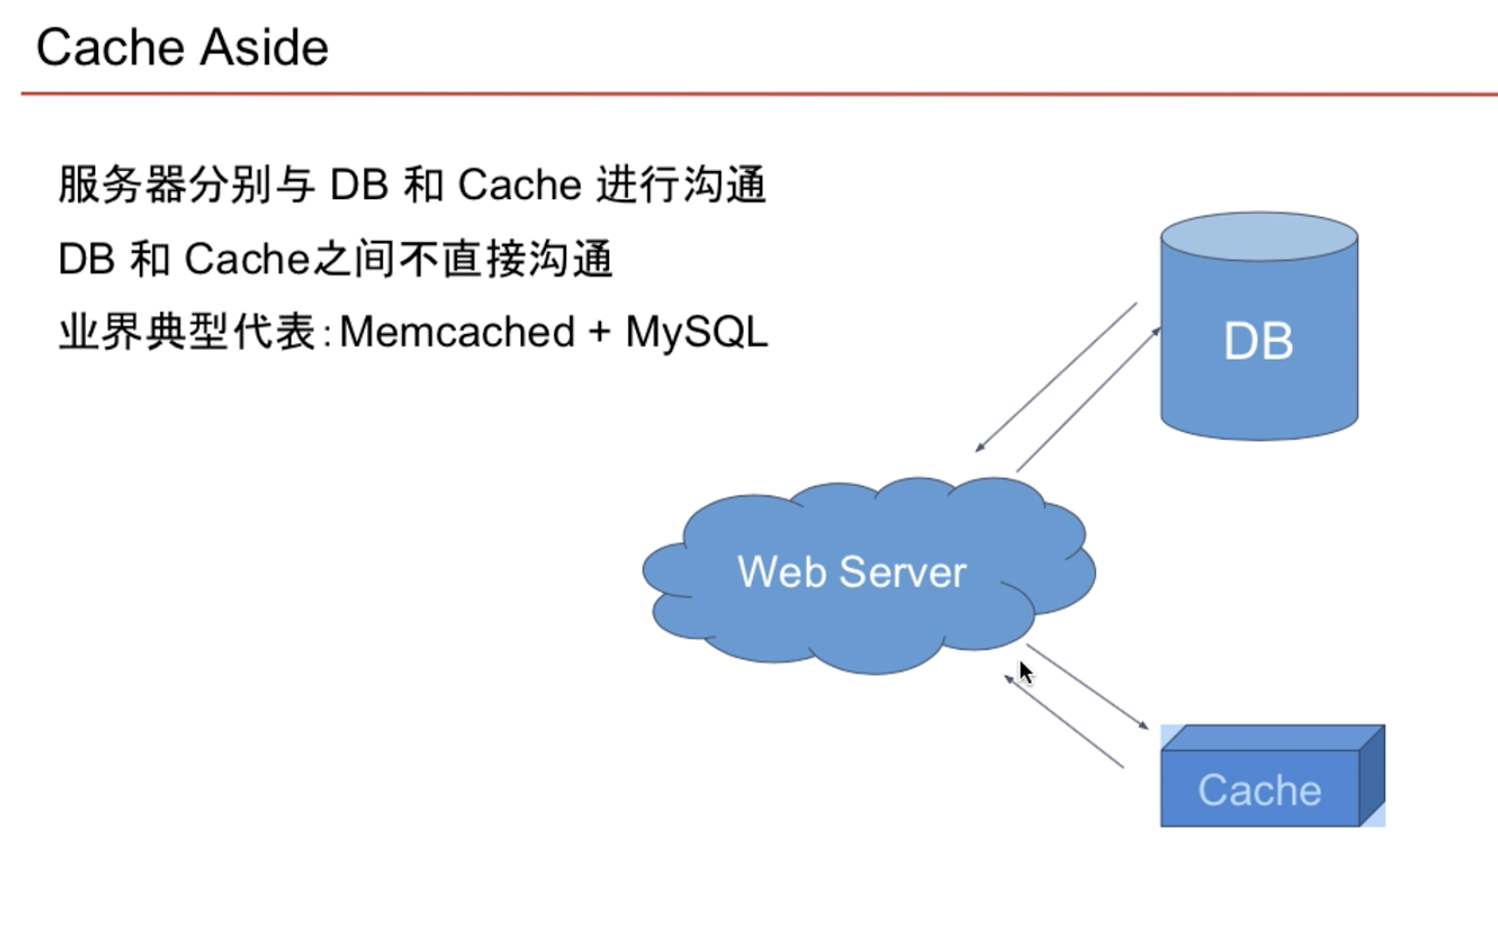 Cache Aside
服务器分别与 DB 和 Cache 进行沟通
DB 和 Cache之间不直接沟通
业界典型代表：Memcached + MySQL
DB
Web Server
Cache